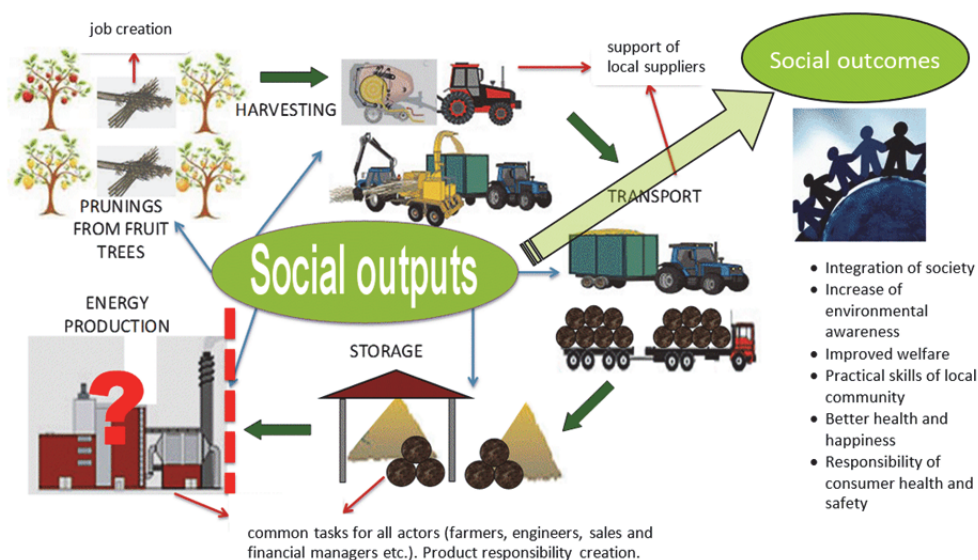 job creation
support of
local suppliers
Social outcomes
HARVESTING
TRANSPORT
PRUNINGS
FROM FRUIT
TREES
Social outputs
ENERGY
PRODUCTION
?
STORAGE
• Integration of society
• Increase of
environmental
awareness
• Improved welfare
• Practical skills of local
community
• Better health and
happiness
• Responsibility of
consumer health and
safety
common tasks for all actors (farmers, engineers, sales and
financial managers etc.). Product responsibility creation.